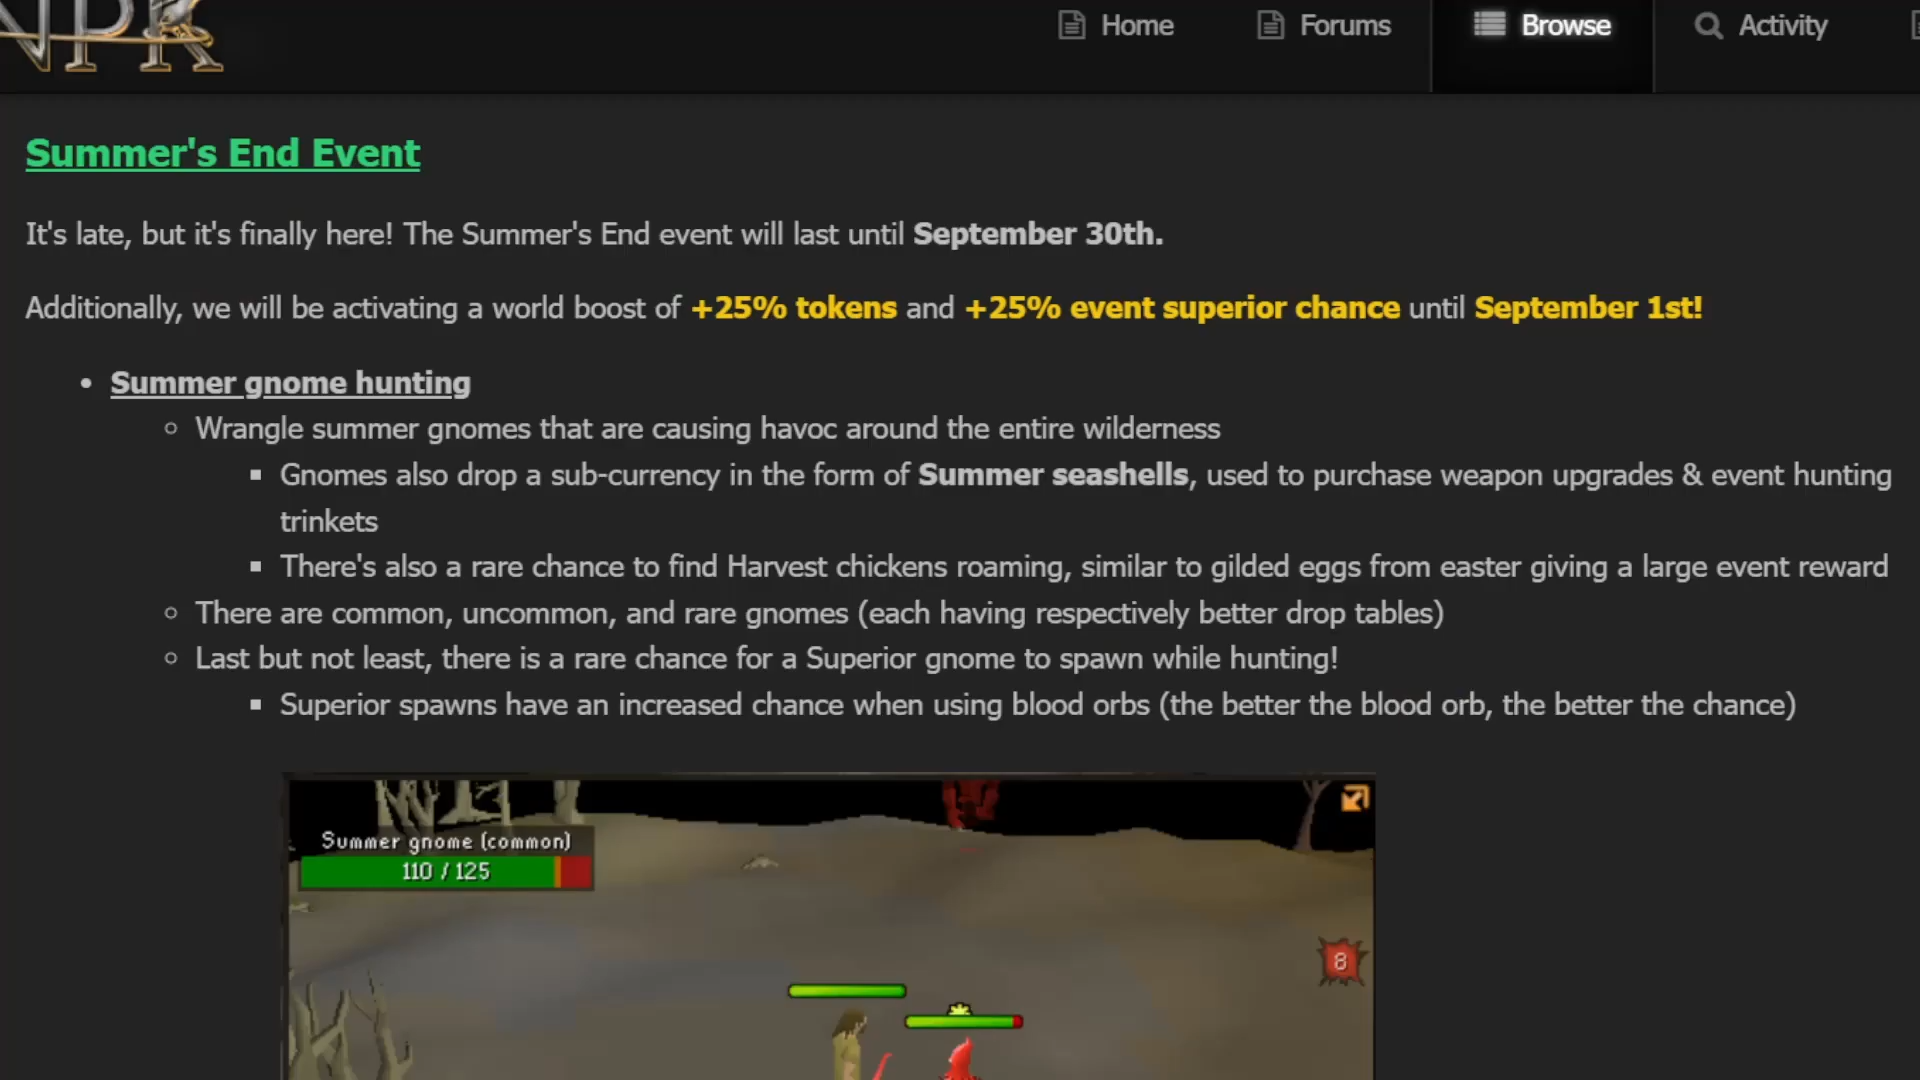 NPK
Home
Forums
Browse
Activity
Summer's End Event
It's late, but it's finally here! The Summer's End event will last until September 30th.
Additionally, we will be activating a world boost of +25% tokens and +25% event superior chance until September 1st!
• Summer gnome hunting
○ Wrangle summer gnomes that are causing havoc around the entire wilderness
▪ Gnomes also drop a sub-currency in the form of Summer seashells, used to purchase weapon upgrades & event hunting
trinkets
▪ There's also a rare chance to find Harvest chickens roaming, similar to gilded eggs from easter giving a large event reward
○ There are common, uncommon, and rare gnomes (each having respectively better drop tables)
○ Last but not least, there is a rare chance for a Superior gnome to spawn while hunting!
▪ Superior spawns have an increased chance when using blood orbs (the better the blood orb, the better the chance)
Summer gnome (common)
110 / 125
8